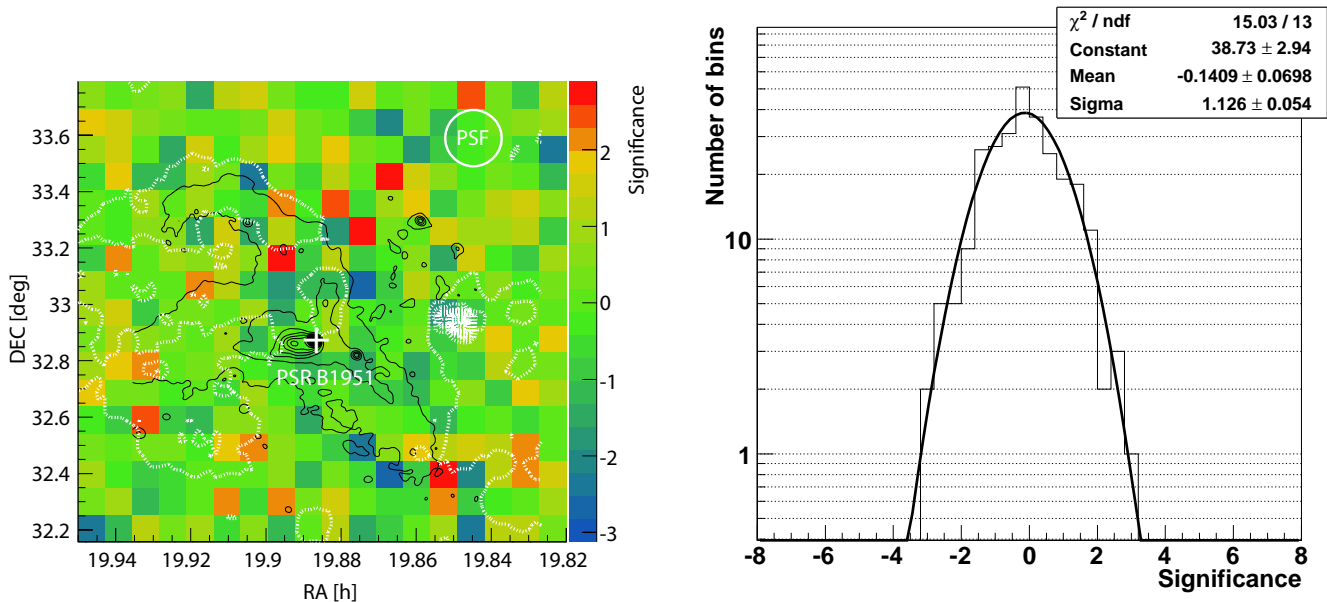 33.6
33.4
33.2
33
32.8
32.6
32.4
32.2
DEC [deg]
PSF
PSR B1951
19.94
19.92
19.9
19.88
19.86
19.84
19.82
RA [h]
2
1
0
-1
-2
-3
Significance
χ² / ndf 15.03 / 13
Constant 38.73 ± 2.94
Mean -0.1409 ± 0.0698
Sigma 1.126 ± 0.054
Number of bins
10
1
-8
-6
-4
-2
0
2
4
6
8
Significance